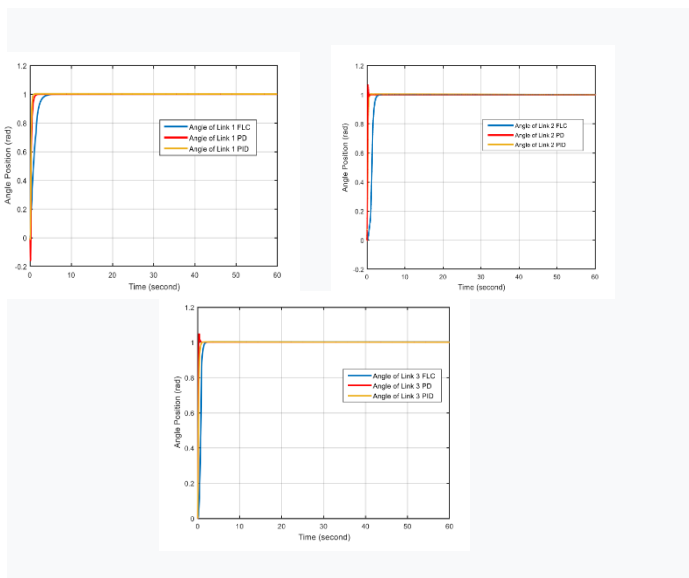 1.2
1
0.8
0.6
0.4
0.2
0
-0.2
Angle Position (rad)
Angle of Link 1 FLC
Angle of Link 1 PD
Angle of Link 1 PID
0 10 20 30 40 50 60
Time (second)
1.2
1
0.8
0.6
0.4
0.2
0
-0.2
Angle Position (rad)
Angle of Link 2 FLC
Angle of Link 2 PD
Angle of Link 2 PID
0 10 20 30 40 50 60
Time (second)
1.2
1
0.8
0.6
0.4
0.2
0
Angle Position (rad)
Angle of Link 3 FLC
Angle of Link 3 PD
Angle of Link 3 PID
0 10 20 30 40 50 60
Time (second)